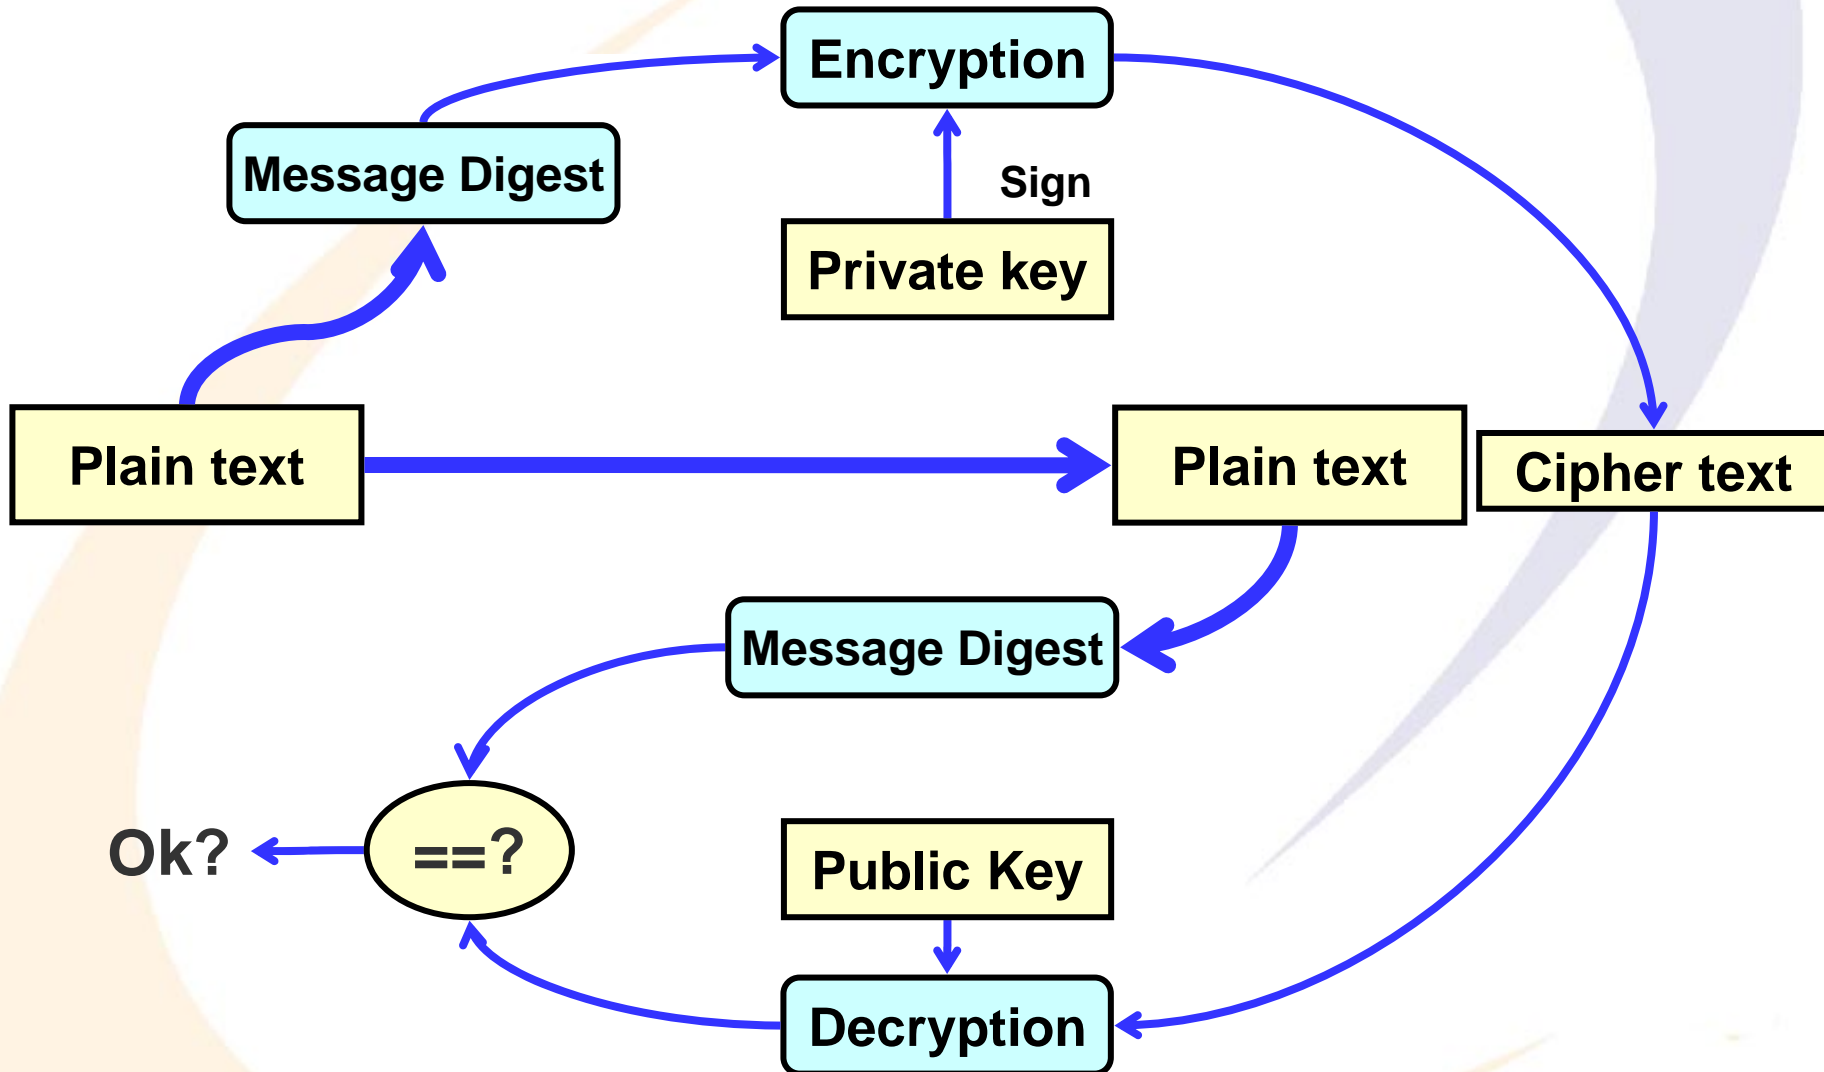 Encryption
Message Digest
Sign
Private key
Plain text
Plain text
Cipher text
Message Digest
Ok?
==?
Public Key
Decryption